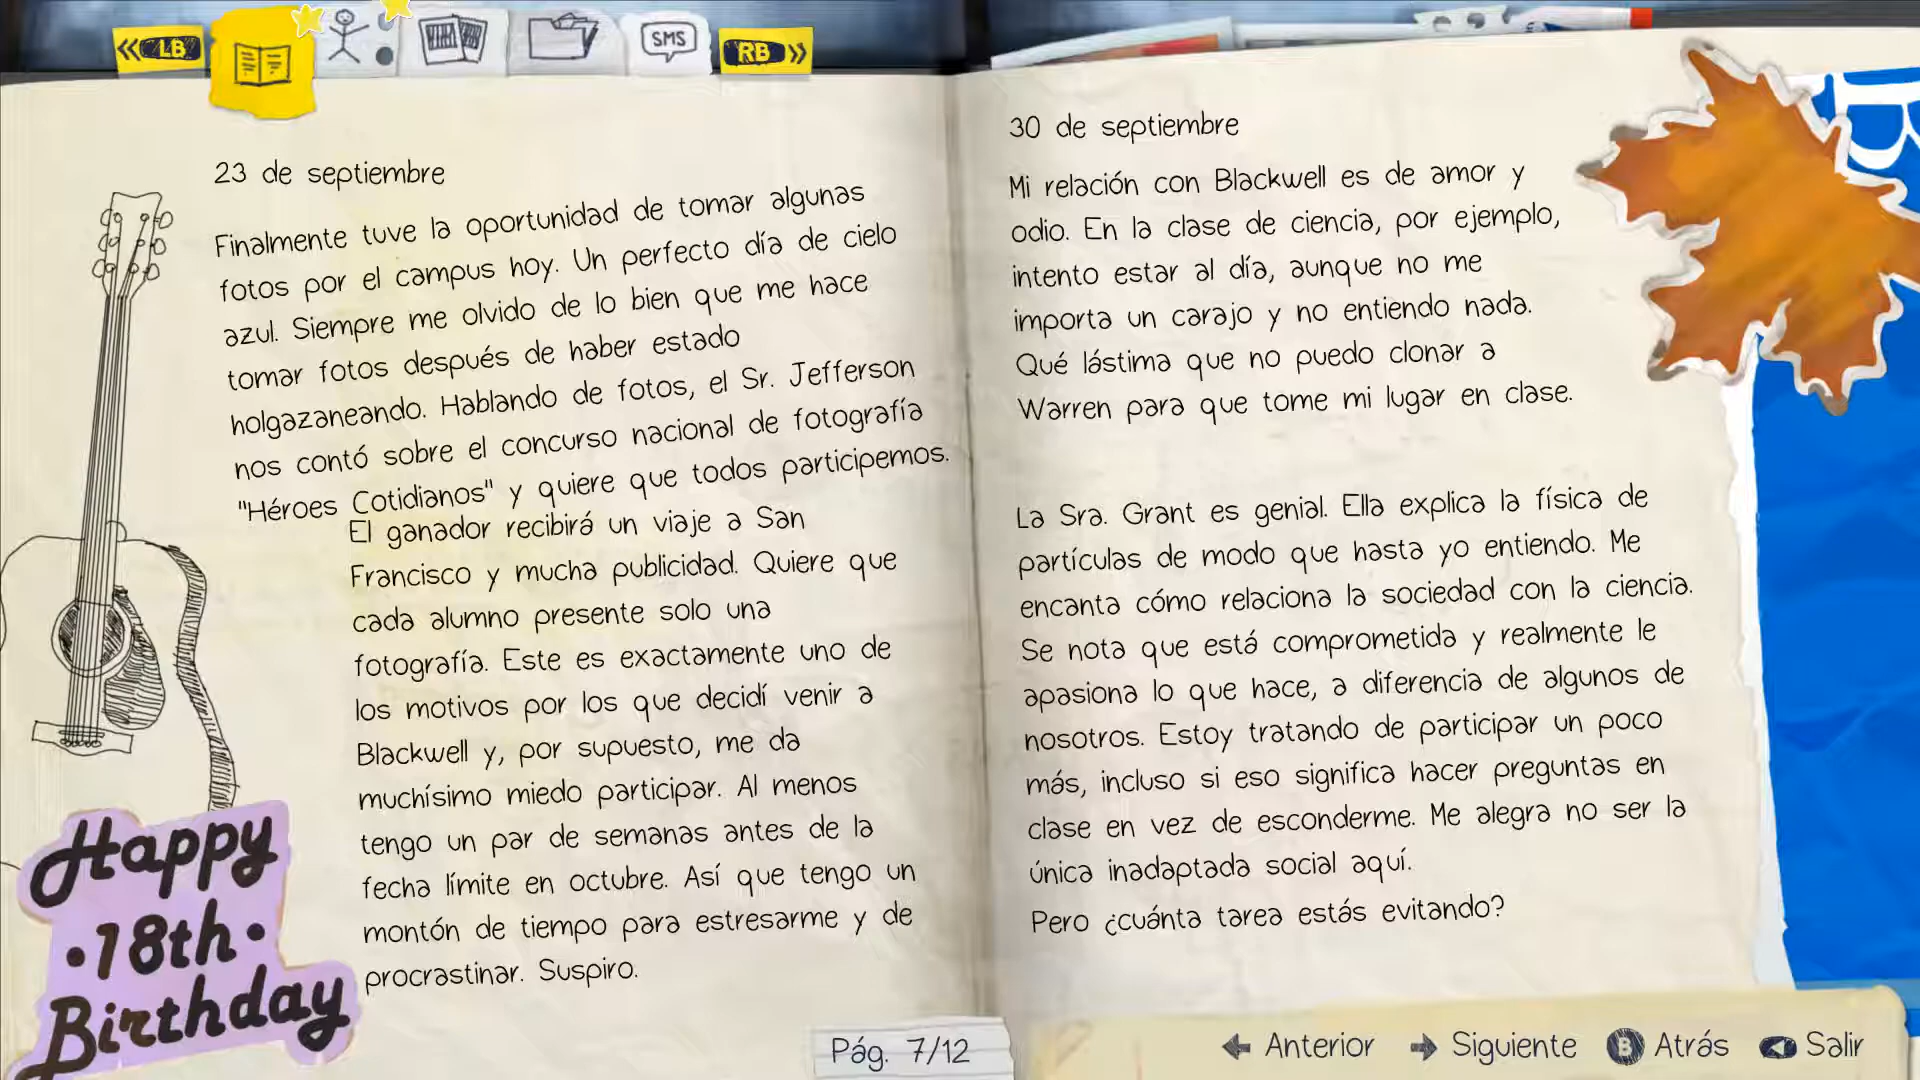 LB
SMS
RB
23 de septiembre
Finalmente tuve la oportunidad de tomar algunas
fotos por el campus hoy. Un perfecto día de cielo
azul. Siempre me olvido de lo bien que me hace
tomar fotos después de haber estado
holgazaneando. Hablando de fotos, el Sr. Jefferson
nos contó sobre el concurso nacional de fotografía
"Héroes Cotidianos" y quiere que todos participemos.
El ganador recibirá un viaje a San
Francisco y mucha publicidad. Quiere que
cada alumno presente solo una
fotografía. Este es exactamente uno de
los motivos por los que decidí venir a
Blackwell y, por supuesto, me da
muchísimo miedo participar. Al menos
tengo un par de semanas antes de la
fecha límite en octubre. Así que tengo un
montón de tiempo para estresarme y de
procrastinar. Suspiro.
Happy
•18th•
Birthday
30 de septiembre
Mi relación con Blackwell es de amor y
odio. En la clase de ciencia, por ejemplo,
intento estar al día, aunque no me
importa un carajo y no entiendo nada.
Qué lástima que no puedo clonar a
Warren para que tome mi lugar en clase.
La Sra. Grant es genial. Ella explica la física de
partículas de modo que hasta yo entiendo. Me
encanta cómo relaciona la sociedad con la ciencia.
Se nota que está comprometida y realmente le
apasiona lo que hace, a diferencia de algunos de
nosotros. Estoy tratando de participar un poco
más, incluso si eso significa hacer preguntas en
clase en vez de esconderme. Me alegra no ser la
única inadaptada social aquí.
Pero ¿cuánta tarea estás evitando?
B
Pág. 7/12
Anterior
Siguiente
B Atrás
Salir